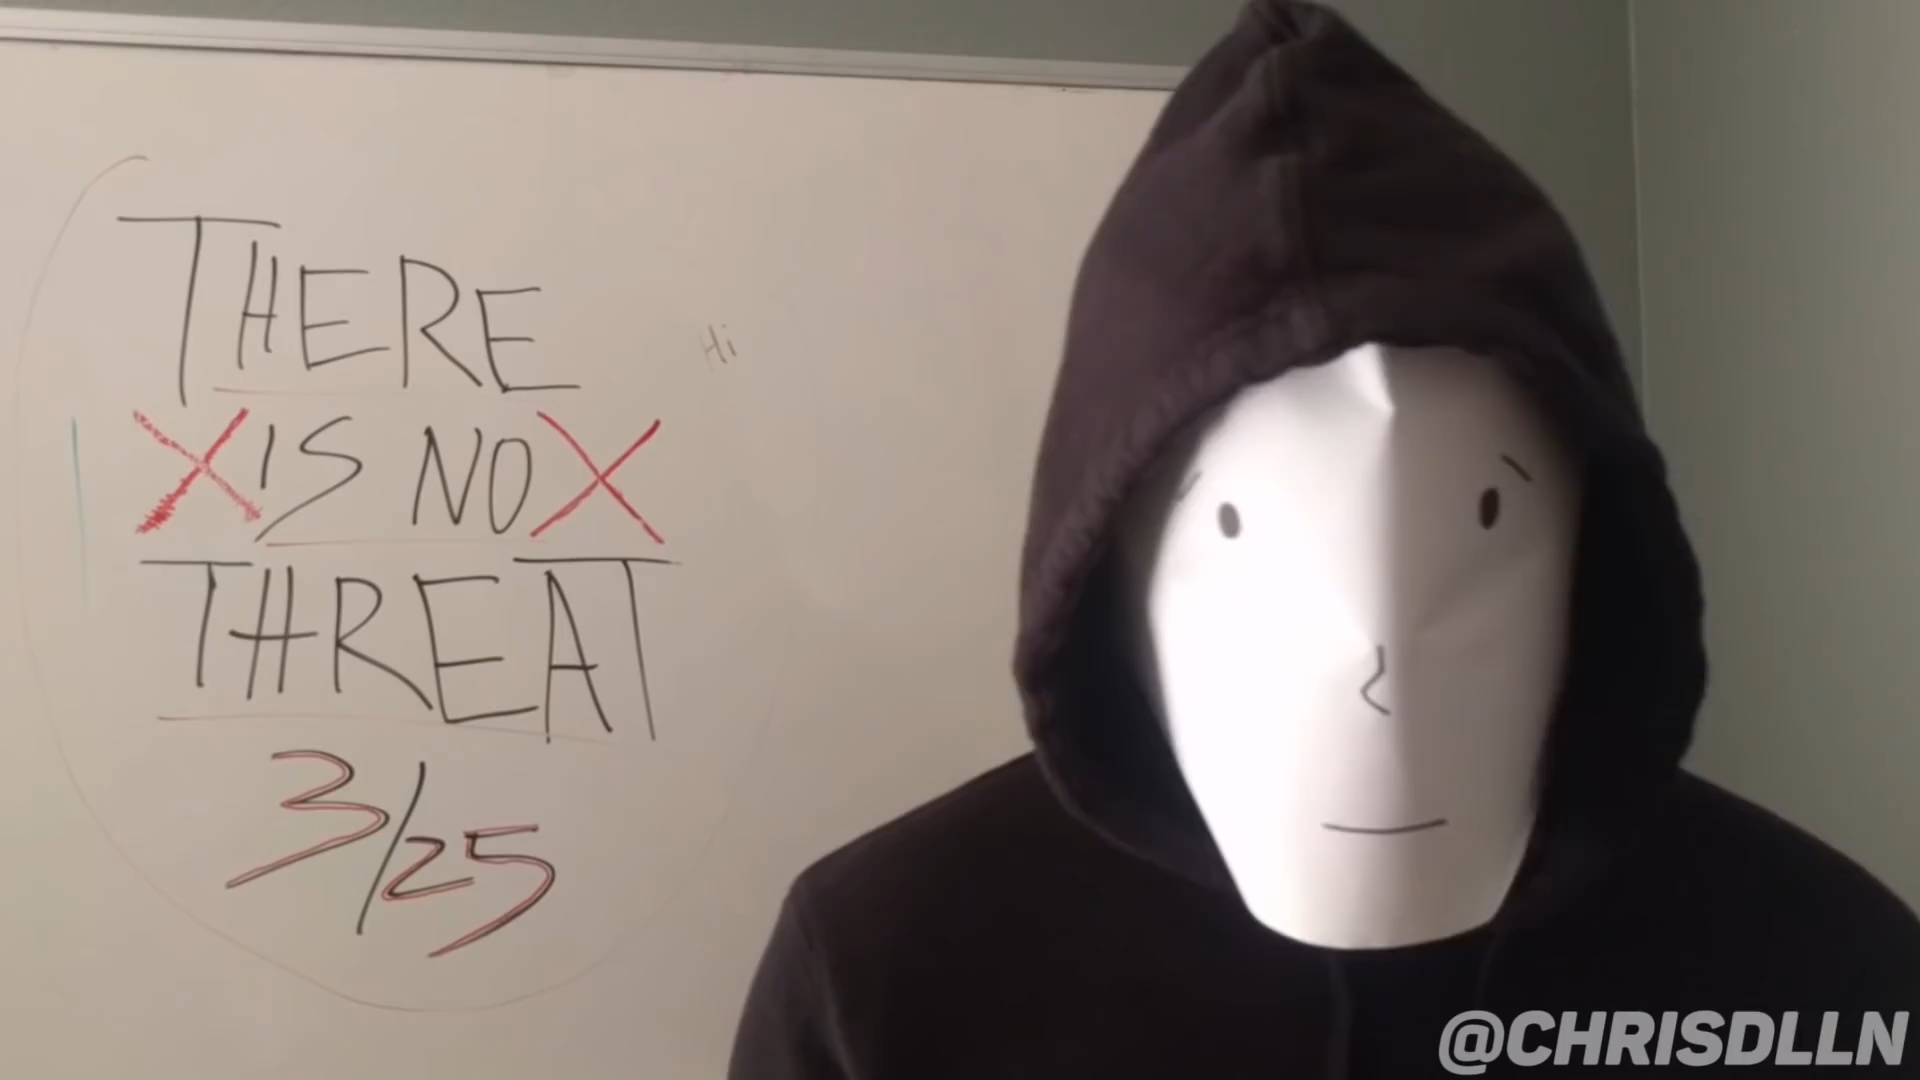 THERE
Hi
X IS NO X
THREAT
3/25
@CHRISDLLN